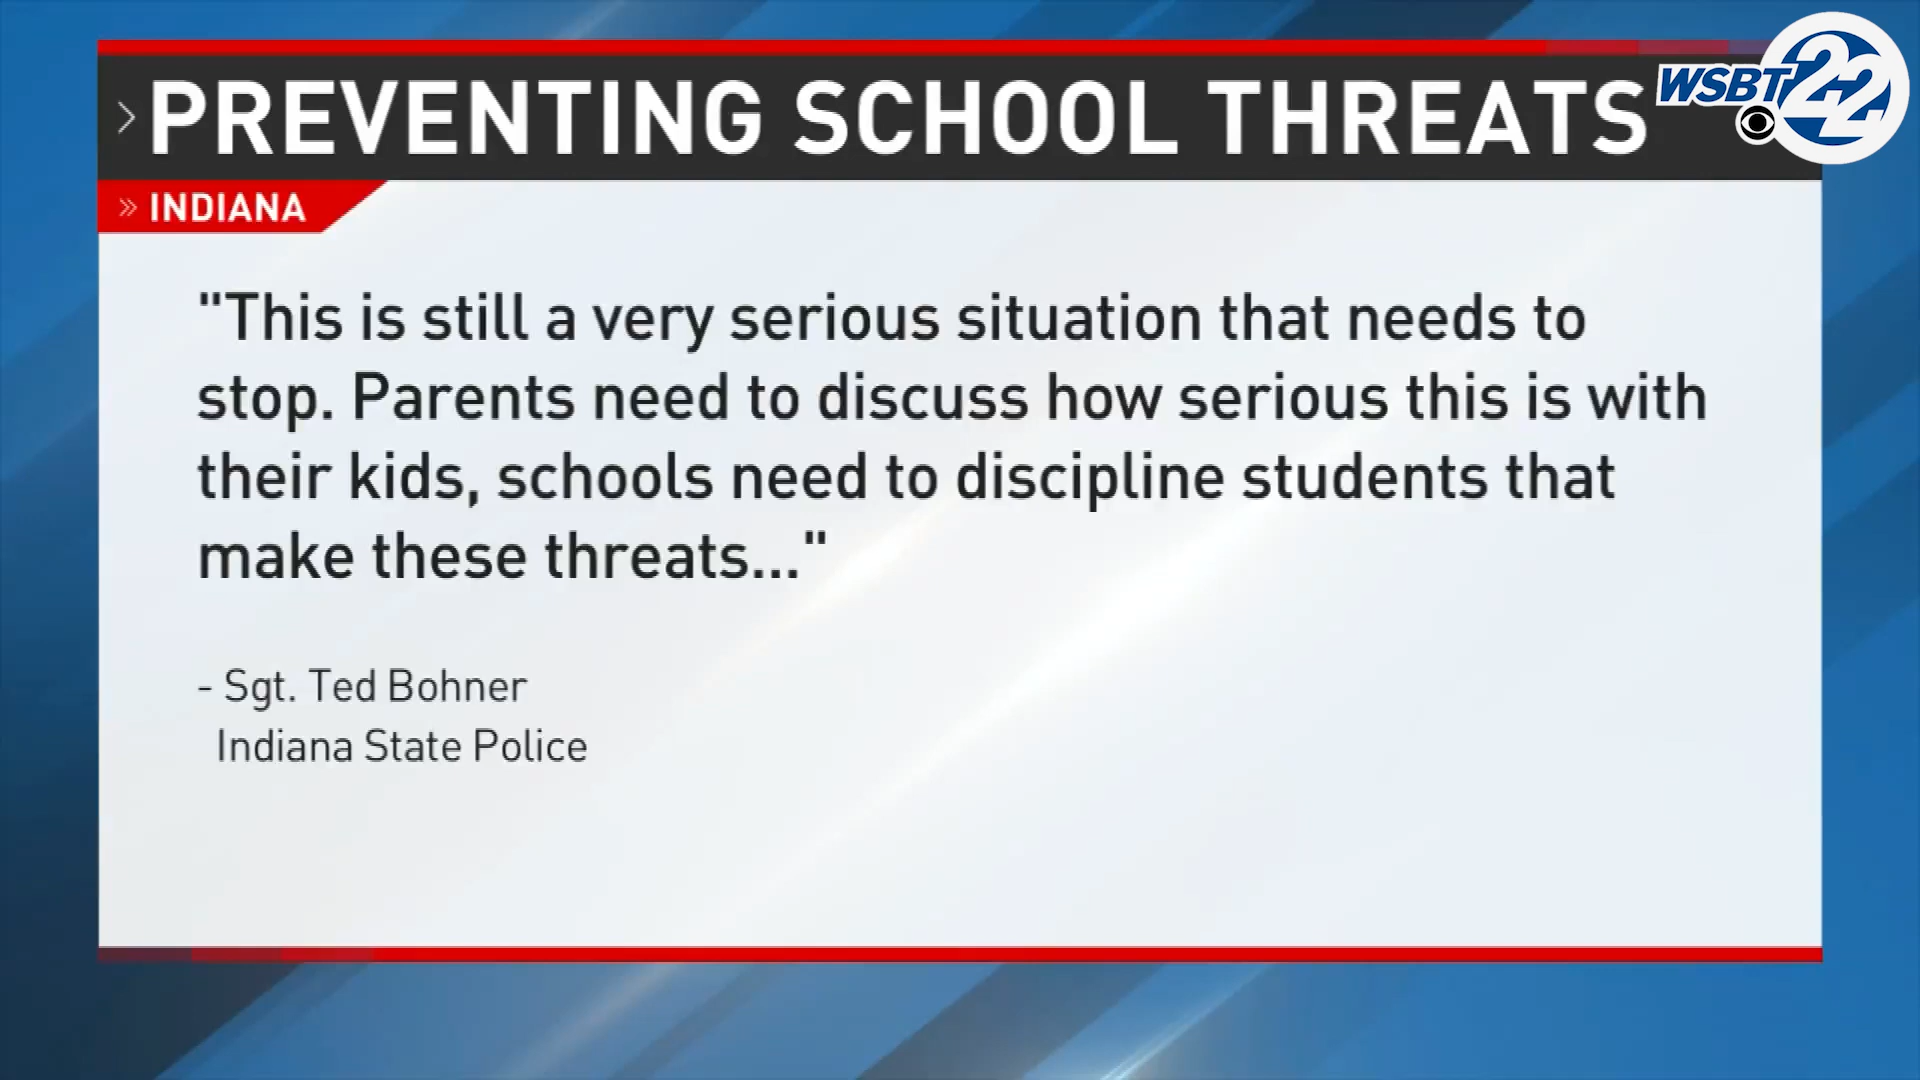 PREVENTING SCHOOL THREATS
WSBT 22
INDIANA
"This is still a very serious situation that needs to
stop. Parents need to discuss how serious this is with
their kids, schools need to discipline students that
make these threats..."
- Sgt. Ted Bohner
Indiana State Police